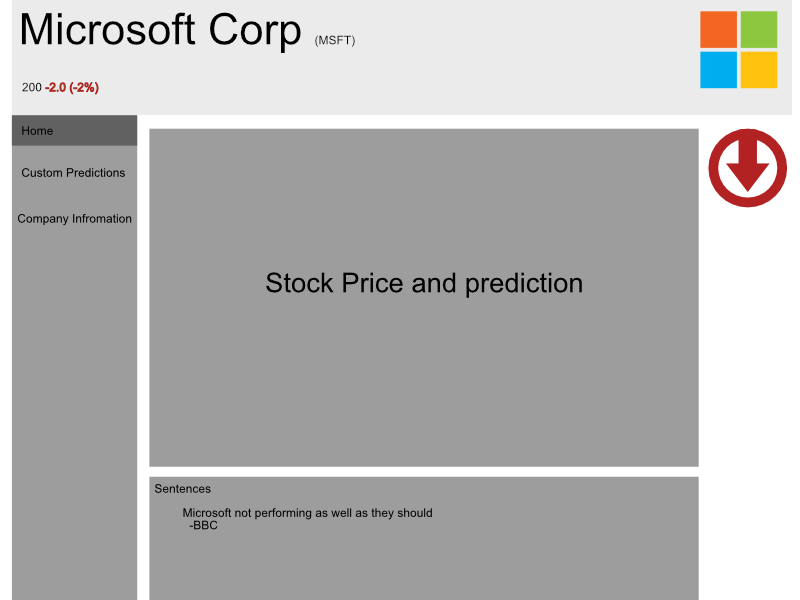 Microsoft Corp (MSFT)
200 -2.0 (-2%)
Home
Custom Predictions
Company Infromation
Stock Price and prediction
Sentences
Microsoft not performing as well as they should
-BBC